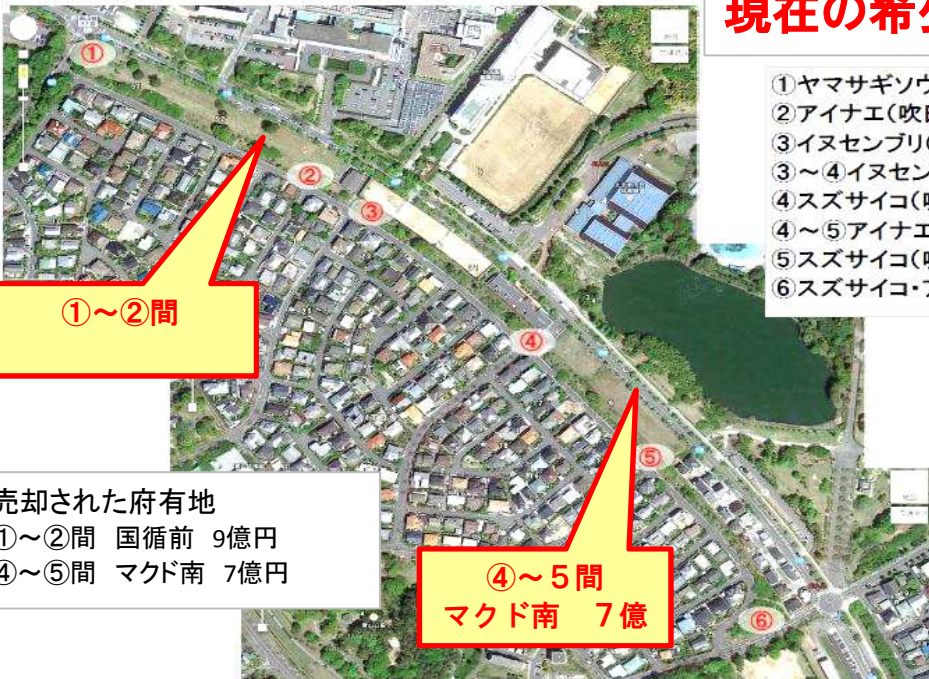 現在の希少
①ヤマサギソウ
②アイナエ(吹田
③イヌセンブリ(
③～④イヌセン
④スズサイコ(吹
④～⑤アイナエ
⑤スズサイコ(吹
⑥スズサイコ・ア
①
②
③
①～②間
④
⑤
売却された府有地
①～②間 国循前 9億円
④～⑤間 マクド南 7億円
④～５間
マクド南 ７億
⑥